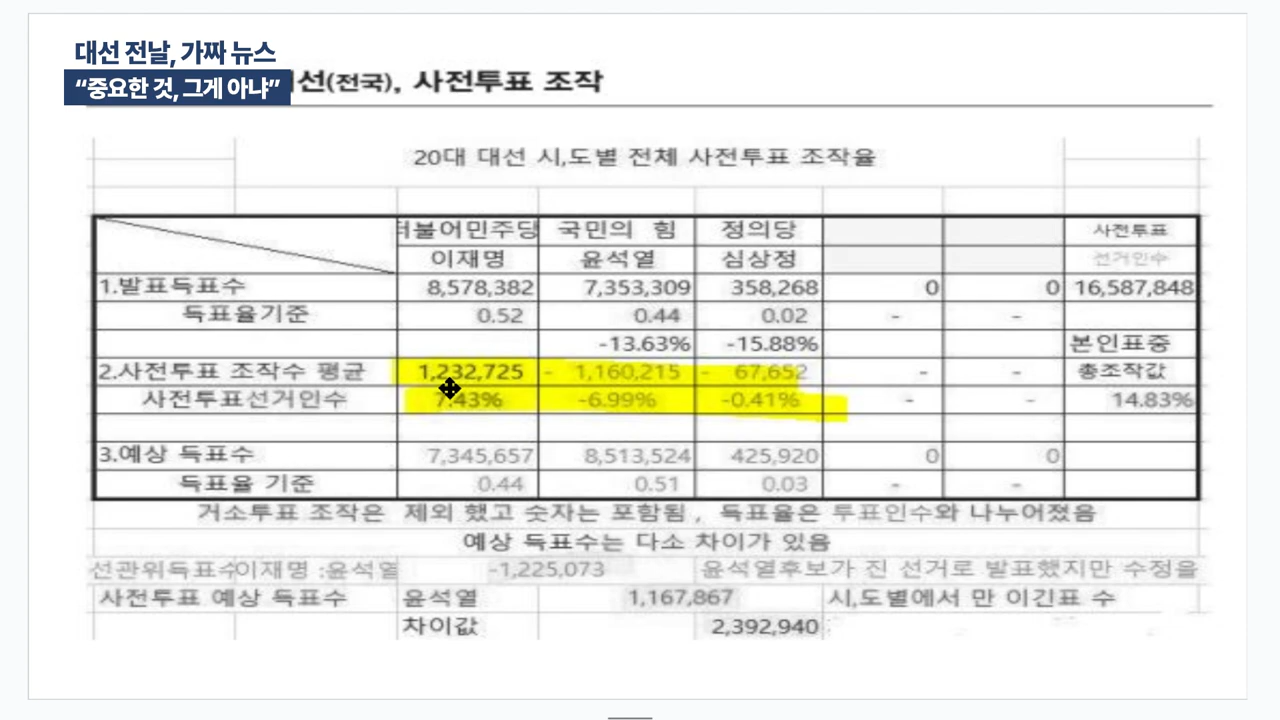 대선 전날, 가짜 뉴스
“중요한 것, 그게 아냐”
선(전국), 사전투표 조작
20대 대선 시,도별 전체 사전투표 조작율
더불어민주당 국민의 힘 정의당 사전투표
이재명 윤석열 심상정 선거인수
1.발표득표수 8,578,382 7,353,309 358,268 0 0 16,587,848
득표율기준 0.52 0.44 0.02 - -
-13.63% -15.88% 본인표중
2.사전투표 조작수 평균 1,232,725 - 1,160,215 - 67,652 - - 총조작값
사전투표선거인수 7.43% -6.99% -0.41% - - 14.83%
3.예상 득표수 7,345,657 8,513,524 425,920 0 0
득표율 기준 0.44 0.51 0.03 - -
거소투표 조작은 제외 했고 숫자는 포함됨 , 득표율은 투표인수와 나누어졌음
예상 득표수는 다소 차이가 있음
선관위득표수이재명 :윤석열 -1,225,073 윤석열후보가 진 선거로 발표했지만 수정을
사전투표 예상 득표수 윤석열 1,167,867 시,도별에서 만 이긴표 수
차이값 2,392,940